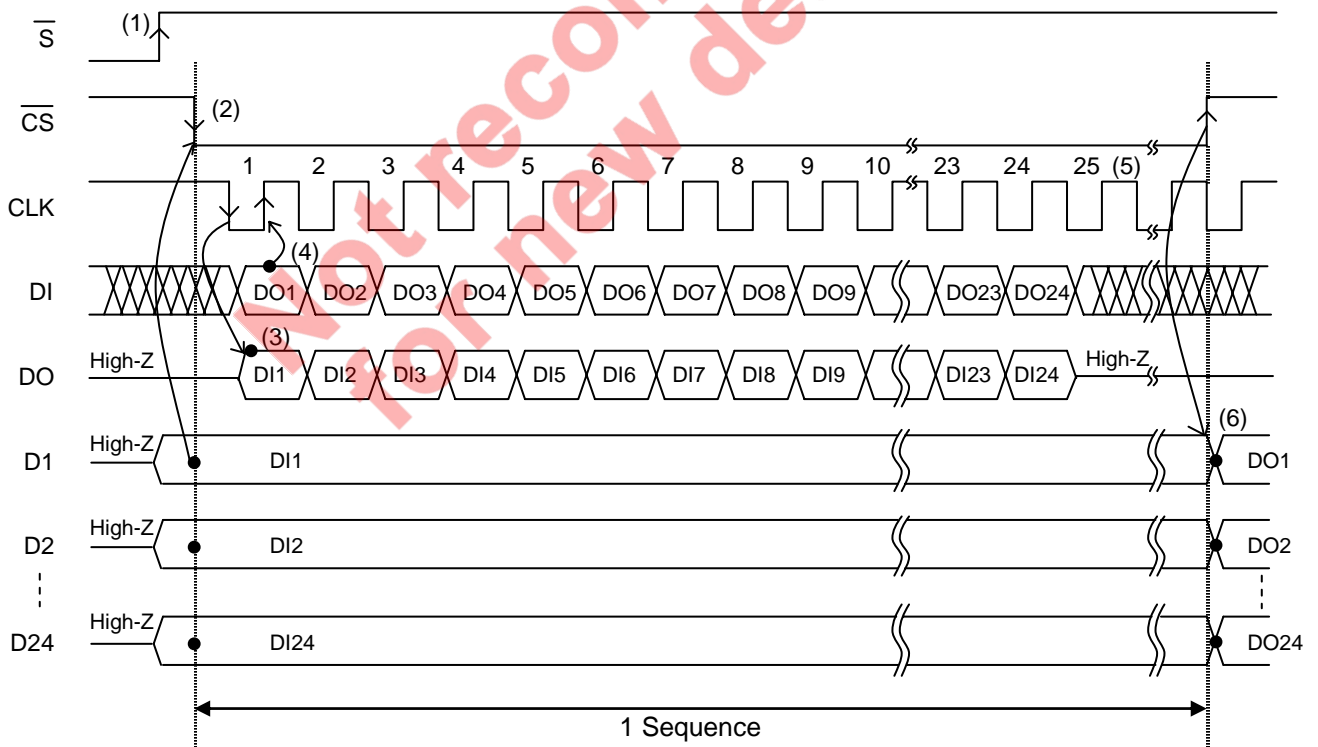 S (1)
CS (2)
1 2 3 4 5 6 7 8 9 10 23 24 25 (5)
CLK
(4)
DI DO1 DO2 DO3 DO4 DO5 DO6 DO7 DO8 DO9 DO23 DO24
(3)
DO High-Z DI1 DI2 DI3 DI4 DI5 DI6 DI7 DI8 DI9 DI23 DI24 High-Z
(6)
D1 High-Z DI1 DO1
D2 High-Z DI2 DO2
D24 High-Z DI24 DO24
1 Sequence
Not recom
for new de